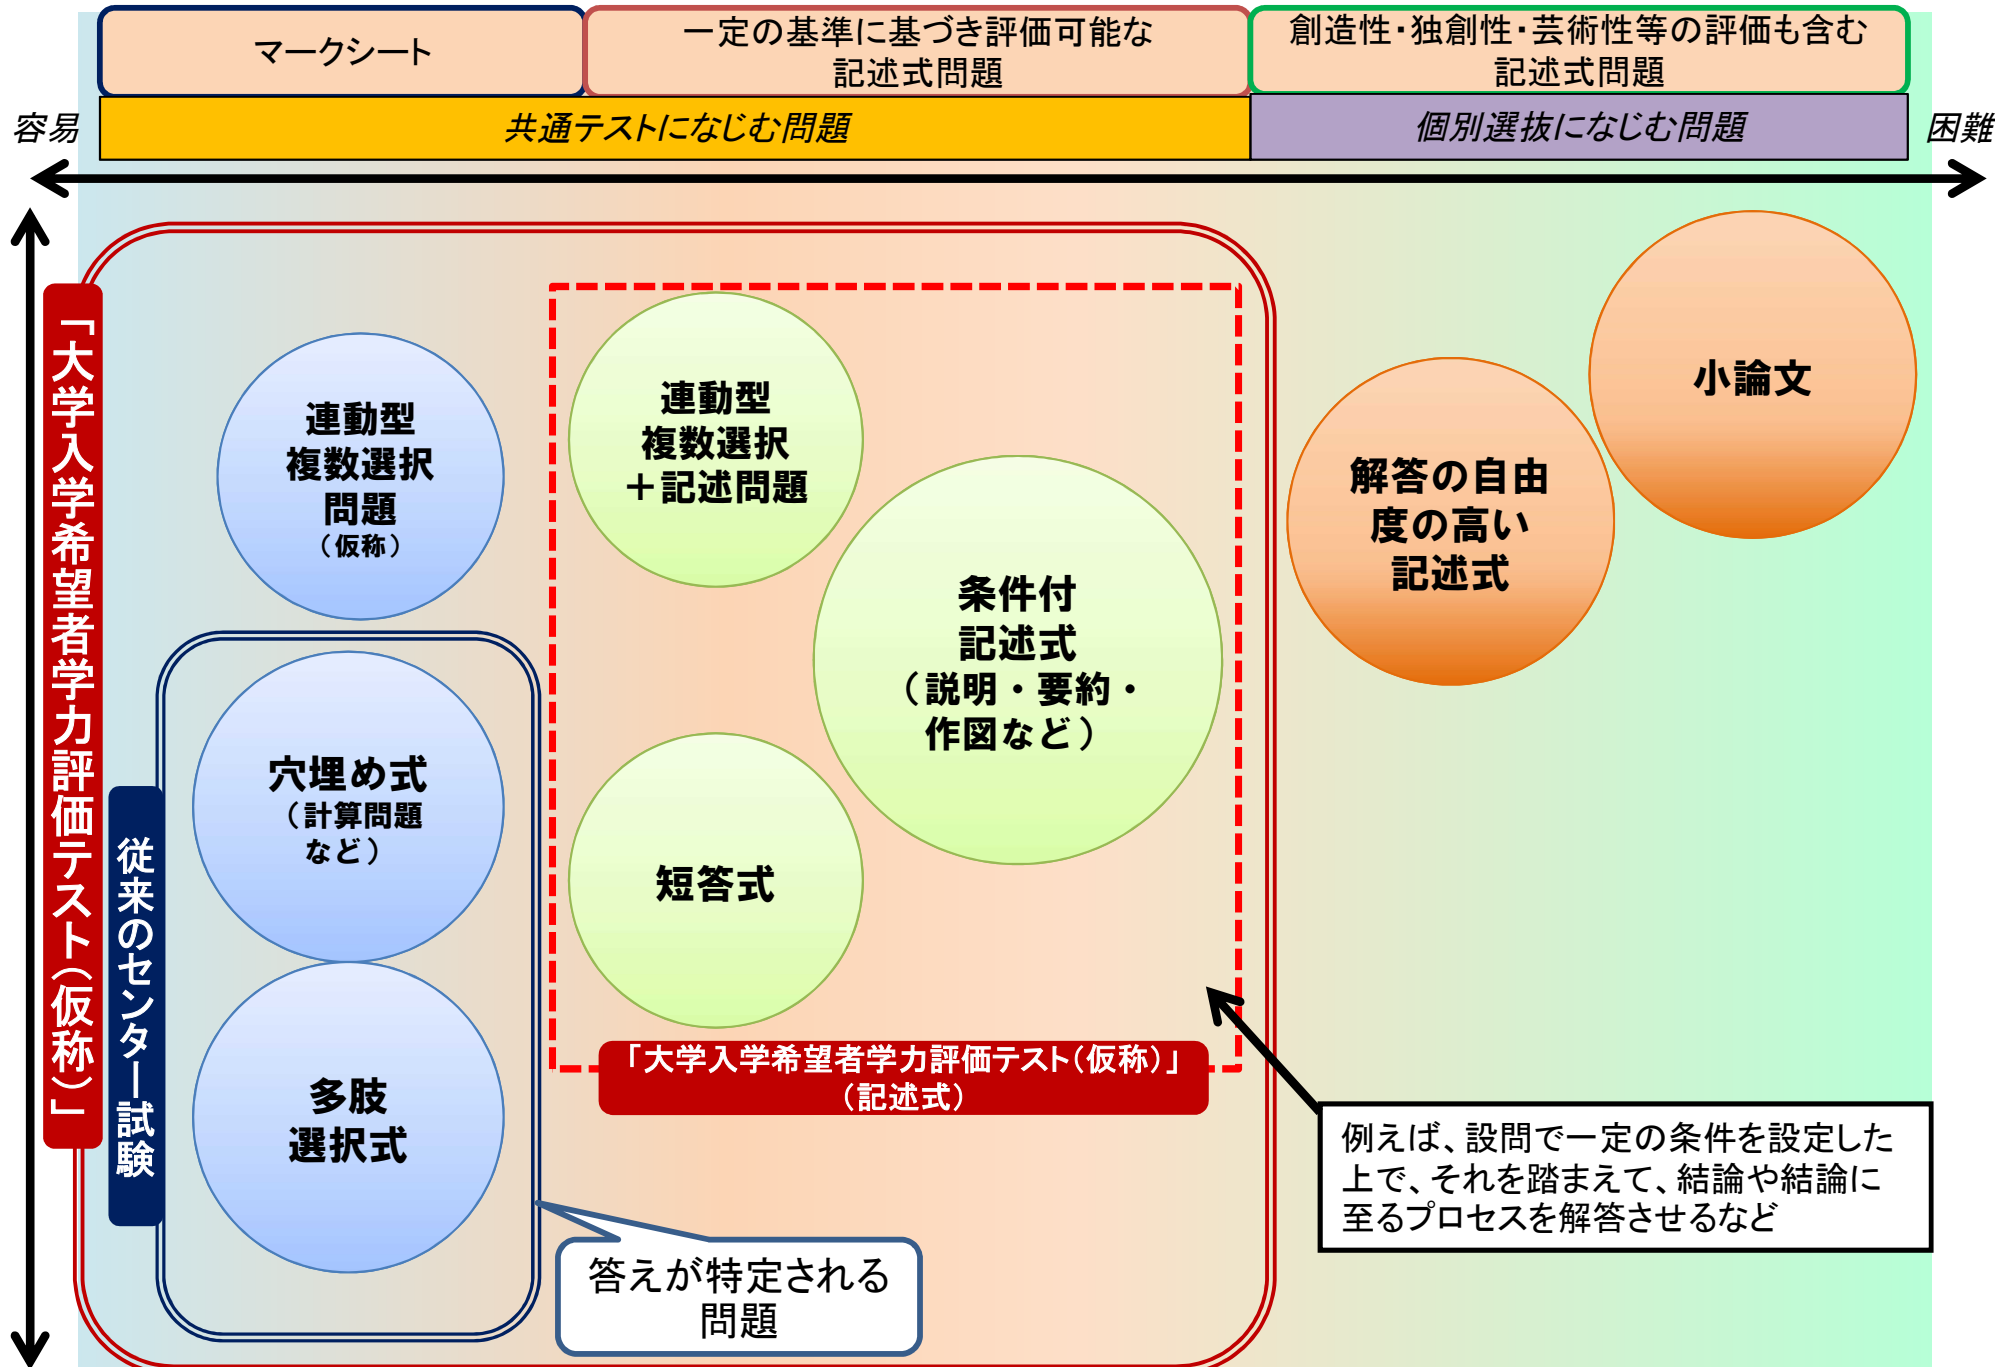 マークシート
一定の基準に基づき評価可能な
記述式問題
創造性・独創性・芸術性等の評価も含む
記述式問題
容易
共通テストになじむ問題
個別選抜になじむ問題
困難
「大学入学希望者学力評価テスト（仮称）」
従来のセンター試験
連動型
複数選択
問題
（仮称）
穴埋め式
（計算問題
など）
多肢
選択式
連動型
複数選択
＋記述問題
条件付
記述式
（説明・要約・
作図など）
短答式
「大学入学希望者学力評価テスト（仮称）」
（記述式）
解答の自由
度の高い
記述式
小論文
例えば、設問で一定の条件を設定した
上で、それを踏まえて、結論や結論に
至るプロセスを解答させるなど
答えが特定される
問題